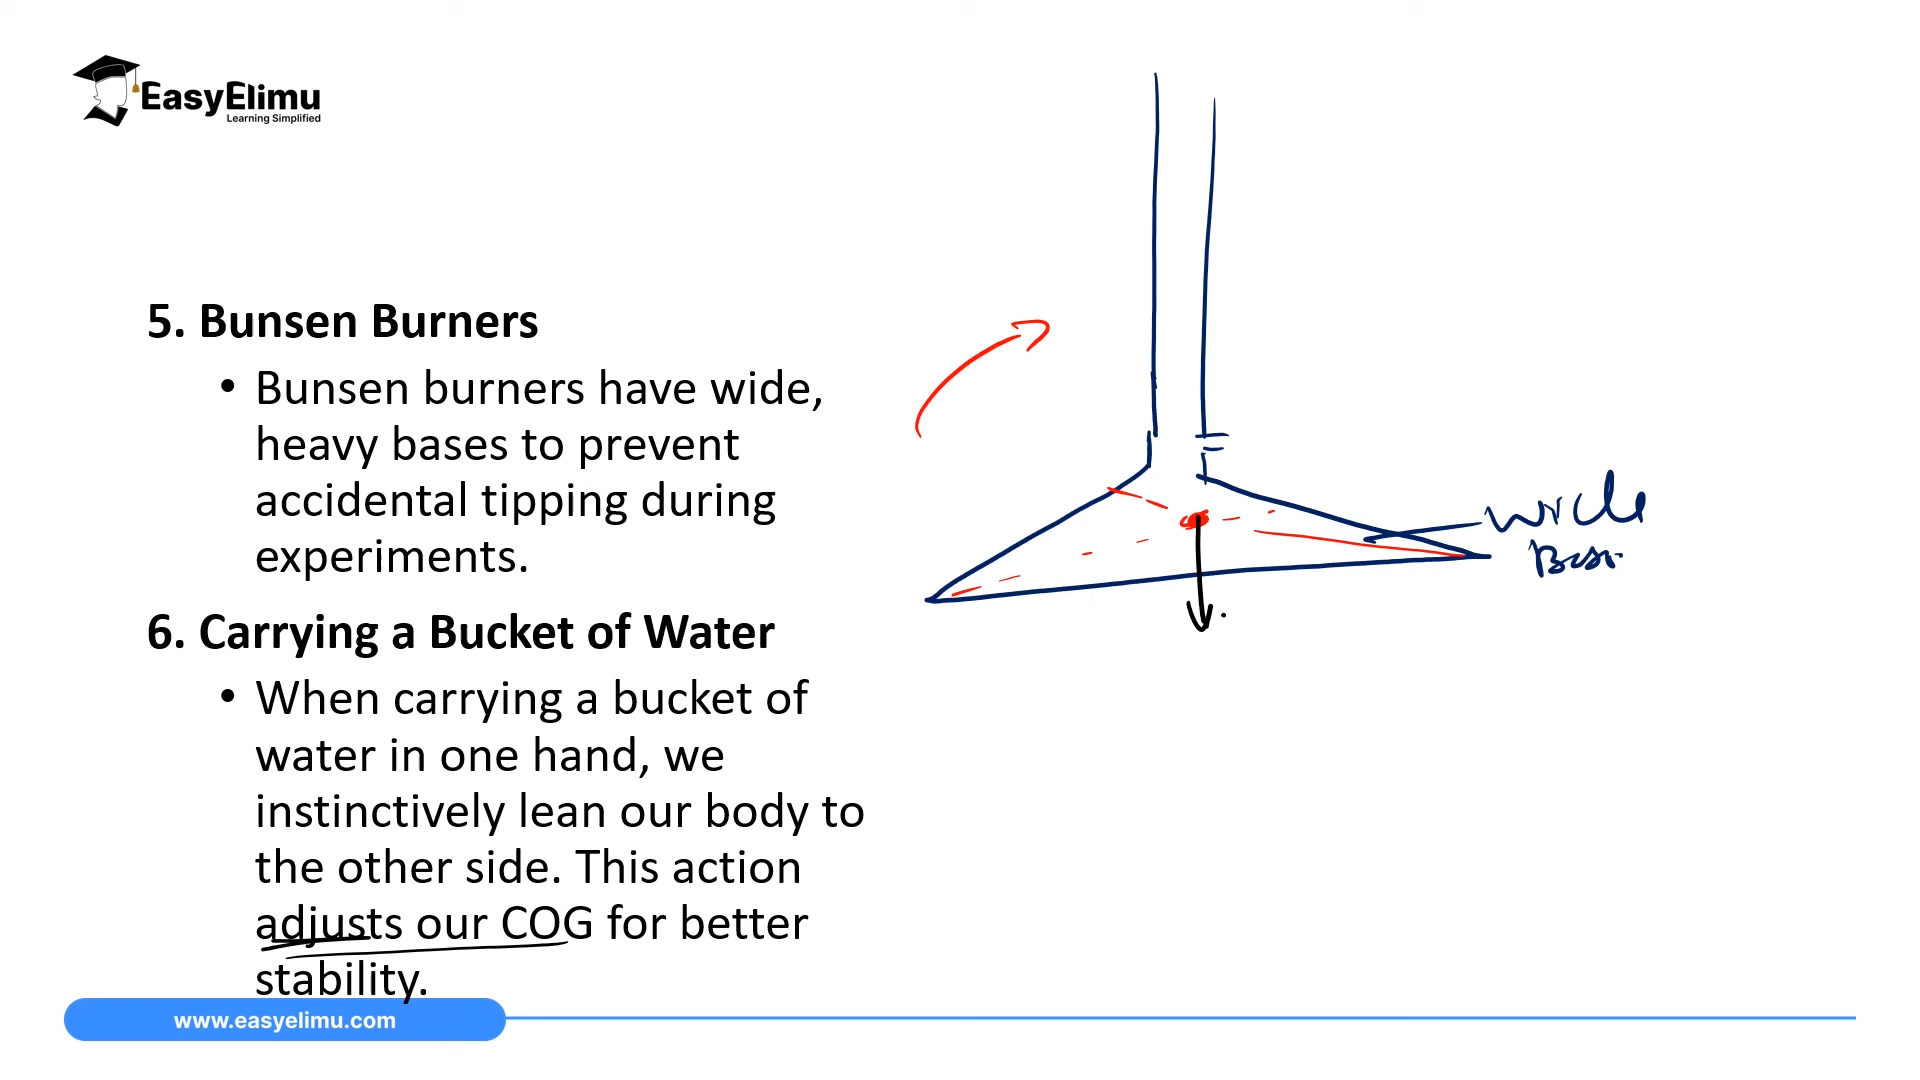 EasyElimu
Learning Simplified
5. Bunsen Burners
• Bunsen burners have wide,
heavy bases to prevent
accidental tipping during
experiments.
6. Carrying a Bucket of Water
• When carrying a bucket of
water in one hand, we
instinctively lean our body to
the other side. This action
adjusts our COG for better
stability.
www.easyelimu.com